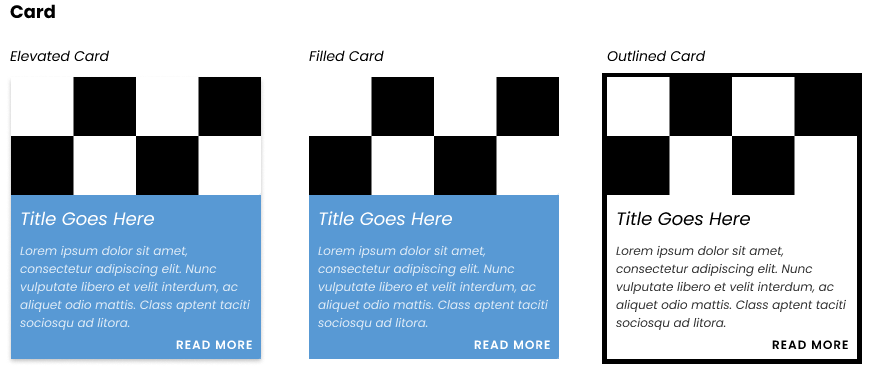 Card
Elevated Card
Title Goes Here
Lorem ipsum dolor sit amet,
consectetur adipiscing elit. Nunc
vulputate libero et velit interdum, ac
aliquet odio mattis. Class aptent taciti
sociosqu ad litora.
READ MORE
Filled Card
Title Goes Here
Lorem ipsum dolor sit amet,
consectetur adipiscing elit. Nunc
vulputate libero et velit interdum, ac
aliquet odio mattis. Class aptent taciti
sociosqu ad litora.
READ MORE
Outlined Card
Title Goes Here
Lorem ipsum dolor sit amet,
consectetur adipiscing elit. Nunc
vulputate libero et velit interdum, ac
aliquet odio mattis. Class aptent taciti
sociosqu ad litora.
READ MORE